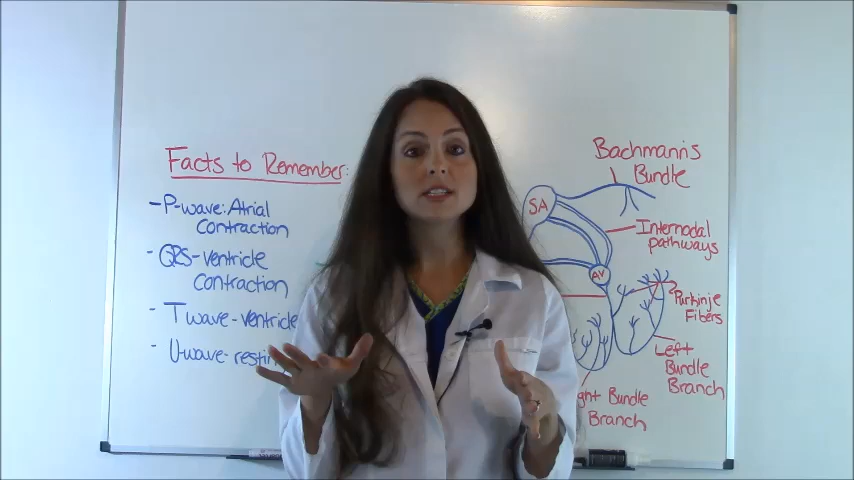 Facts to Remember:
- P-wave: Atrial
contraction
- QRS- ventricle
contraction
- T wave- ventricle
- U-wave- resting
Bachmann's
Bundle
SA
Internodal
pathways
AV
Purkinje
Fibers
Left
Bundle
Branch
ght Bundle
Branch